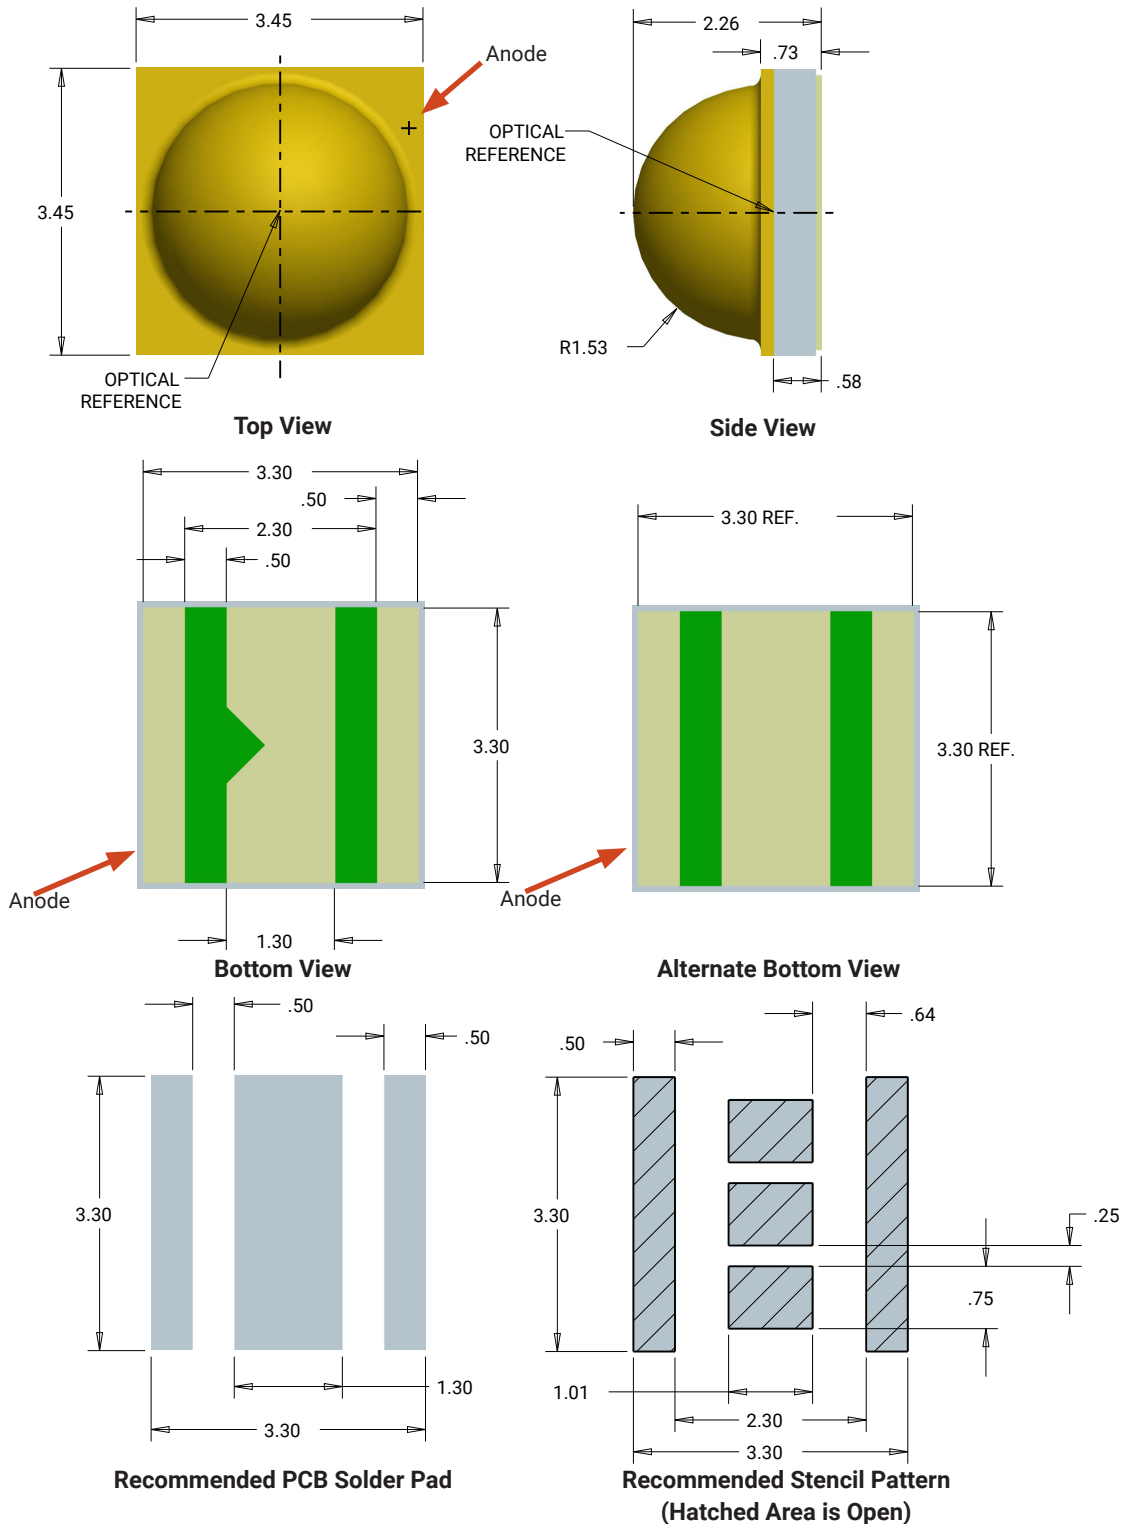 3.45
2.26
.73
Anode
+
OPTICAL
REFERENCE
3.45
R1.53
OPTICAL
REFERENCE
.58
Top View
Side View
3.30
.50
2.30
.50
3.30 REF.
3.30
3.30 REF.
Anode
Anode
1.30
Bottom View
Alternate Bottom View
.50
.50
.64
.50
3.30
3.30
.25
.75
1.30
1.01
3.30
2.30
3.30
Recommended PCB Solder Pad
Recommended Stencil Pattern
(Hatched Area is Open)